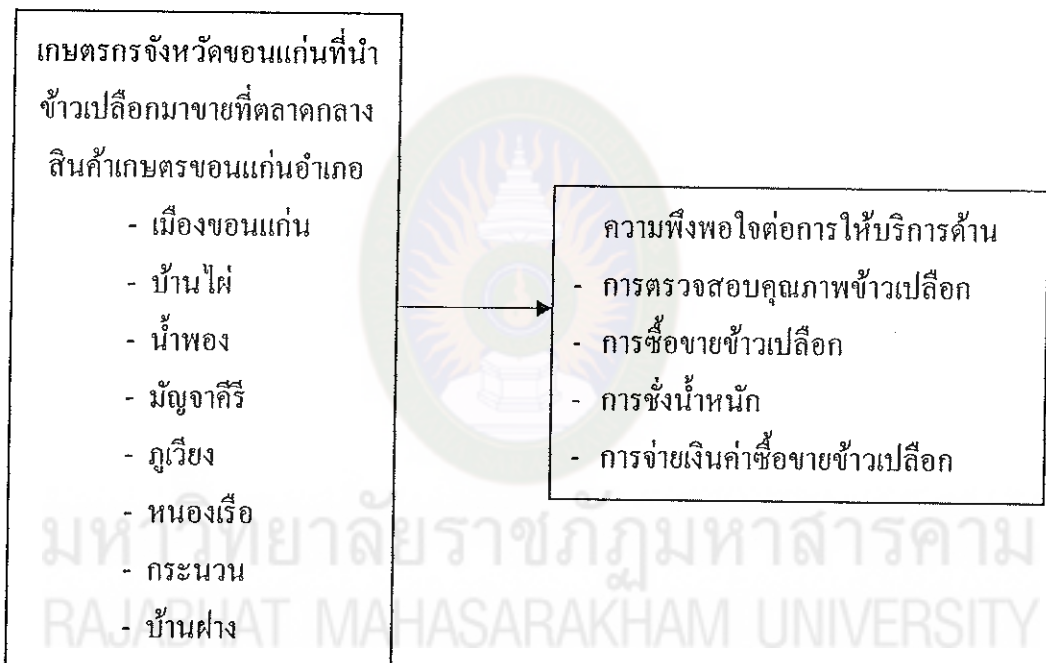 เกษตรกรจังหวัดขอนแก่นที่นำ
ข้าวเปลือกมาขายที่ตลาดกลาง
สินค้าเกษตรขอนแก่นอำเภอ
- เมืองขอนแก่น
- บ้านไผ่
- น้ำพอง
- มัญจาคีรี
- ภูเวียง
- หนองเรือ
- กระนวน
- บ้านฝาง
ความพึงพอใจต่อการให้บริการด้าน
- การตรวจสอบคุณภาพข้าวเปลือก
- การซื้อขายข้าวเปลือก
- การชั่งน้ำหนัก
- การจ่ายเงินค่าซื้อขายข้าวเปลือก
มหาวิทยาลัยราชภัฏมหาสารคาม
RAJABHAT MAHASARAKHAM UNIVERSITY